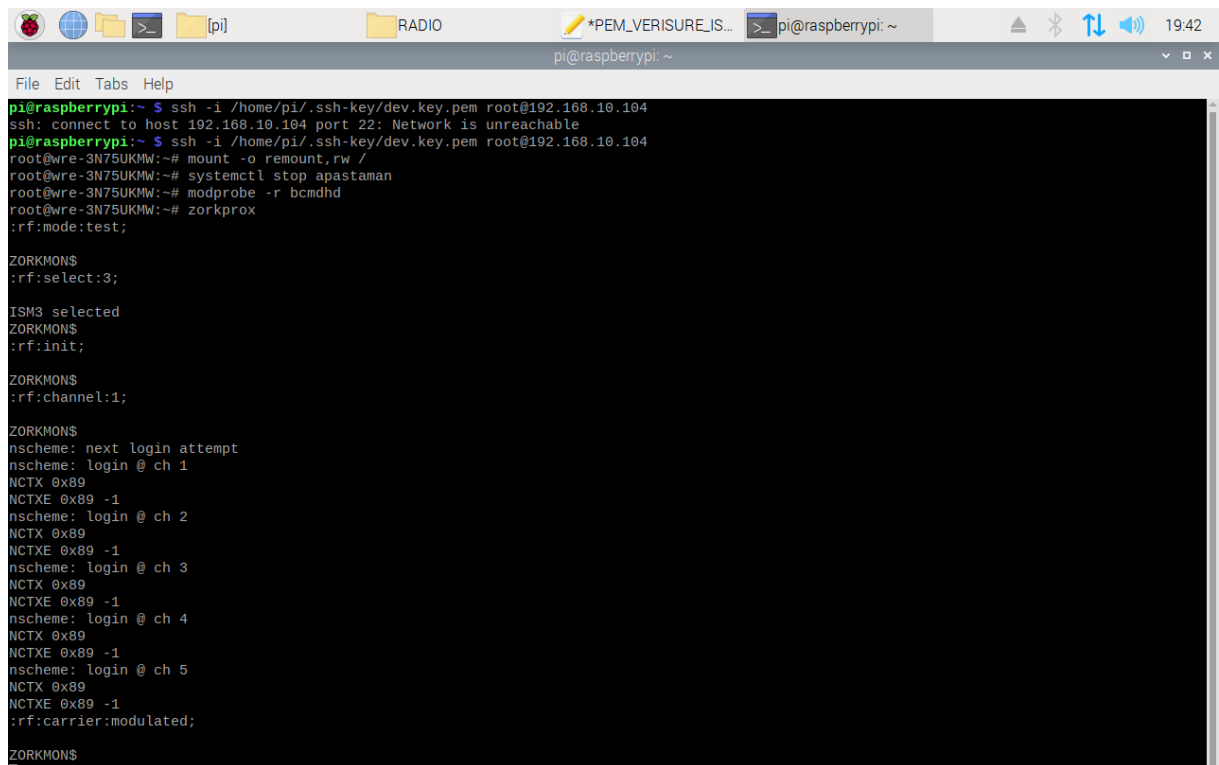 [pi]
RADIO
*PEM_VERISURE_IS...
pi@raspberrypi: ~
19:42
pi@raspberrypi: ~
File Edit Tabs Help
pi@raspberrypi:~ $ ssh -i /home/pi/.ssh-key/dev.key.pem root@192.168.10.104
ssh: connect to host 192.168.10.104 port 22: Network is unreachable
pi@raspberrypi:~ $ ssh -i /home/pi/.ssh-key/dev.key.pem root@192.168.10.104
root@wre-3N75UKMW:~# mount -o remount,rw /
root@wre-3N75UKMW:~# systemctl stop apastaman
root@wre-3N75UKMW:~# modprobe -r bcmdhd
root@wre-3N75UKMW:~# zorkprox
:rf:mode:test;
ZORKMON$
:rf:select:3;
ISM3 selected
ZORKMON$
:rf:init;
ZORKMON$
:rf:channel:1;
ZORKMON$
nscheme: next login attempt
nscheme: login @ ch 1
NCTX 0x89
NCTXE 0x89 -1
nscheme: login @ ch 2
NCTX 0x89
NCTXE 0x89 -1
nscheme: login @ ch 3
NCTX 0x89
NCTXE 0x89 -1
nscheme: login @ ch 4
NCTX 0x89
NCTXE 0x89 -1
nscheme: login @ ch 5
NCTX 0x89
NCTXE 0x89 -1
:rf:carrier:modulated;
ZORKMON$